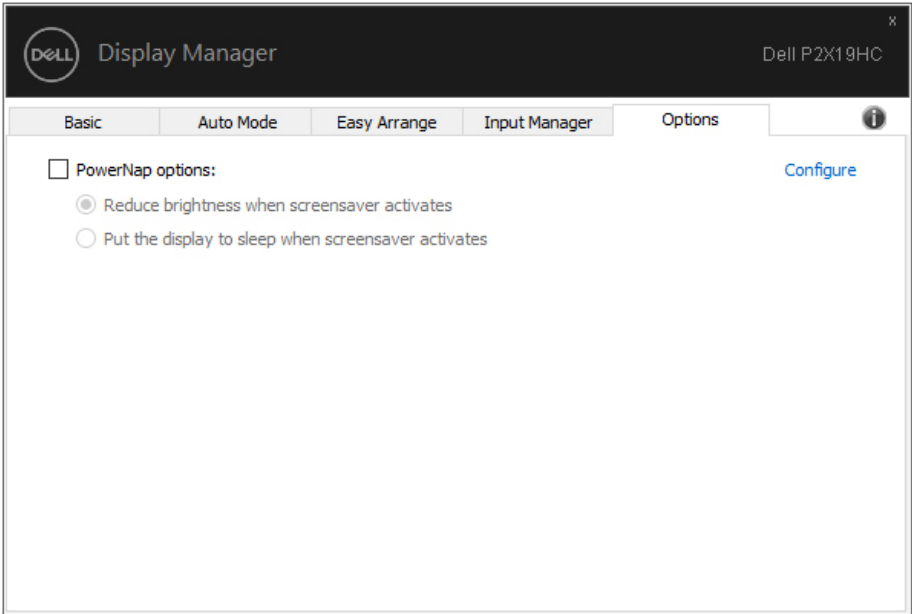 x
DELL
Display Manager
Dell P2X19HC
Basic
Auto Mode
Easy Arrange
Input Manager
Options
i
PowerNap options:
Configure
Reduce brightness when screensaver activates
Put the display to sleep when screensaver activates